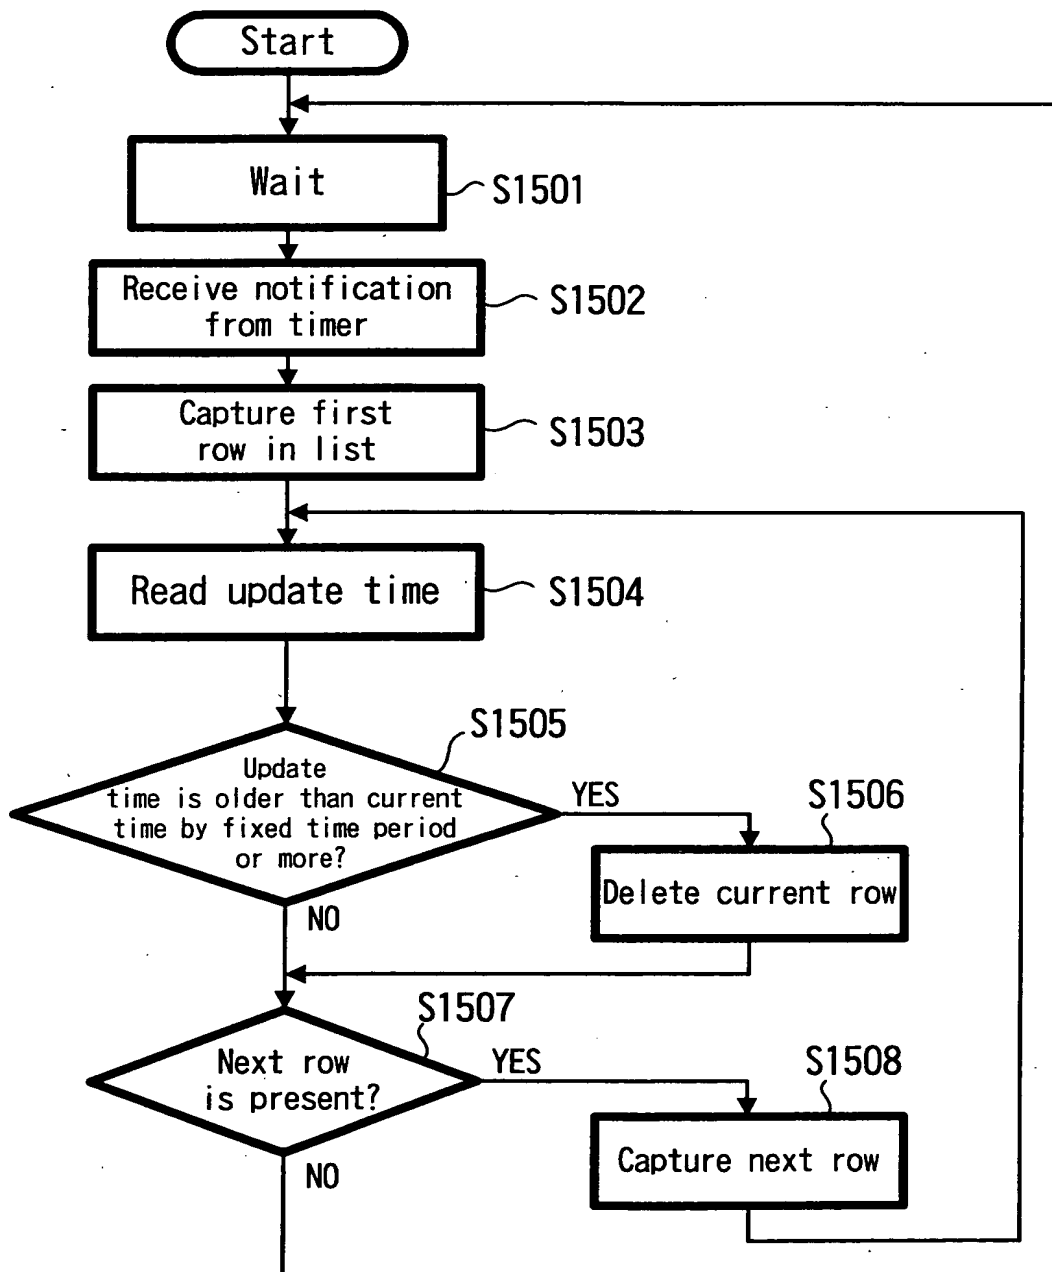 Start
Wait
S1501
Receive notification
from timer
S1502
Capture first
row in list
S1503
Read update time
S1504
S1505
Update
time is older than current
time by fixed time period
or more?
YES
S1506
Delete current row
NO
S1507
Next row
is present?
YES
S1508
Capture next row
NO